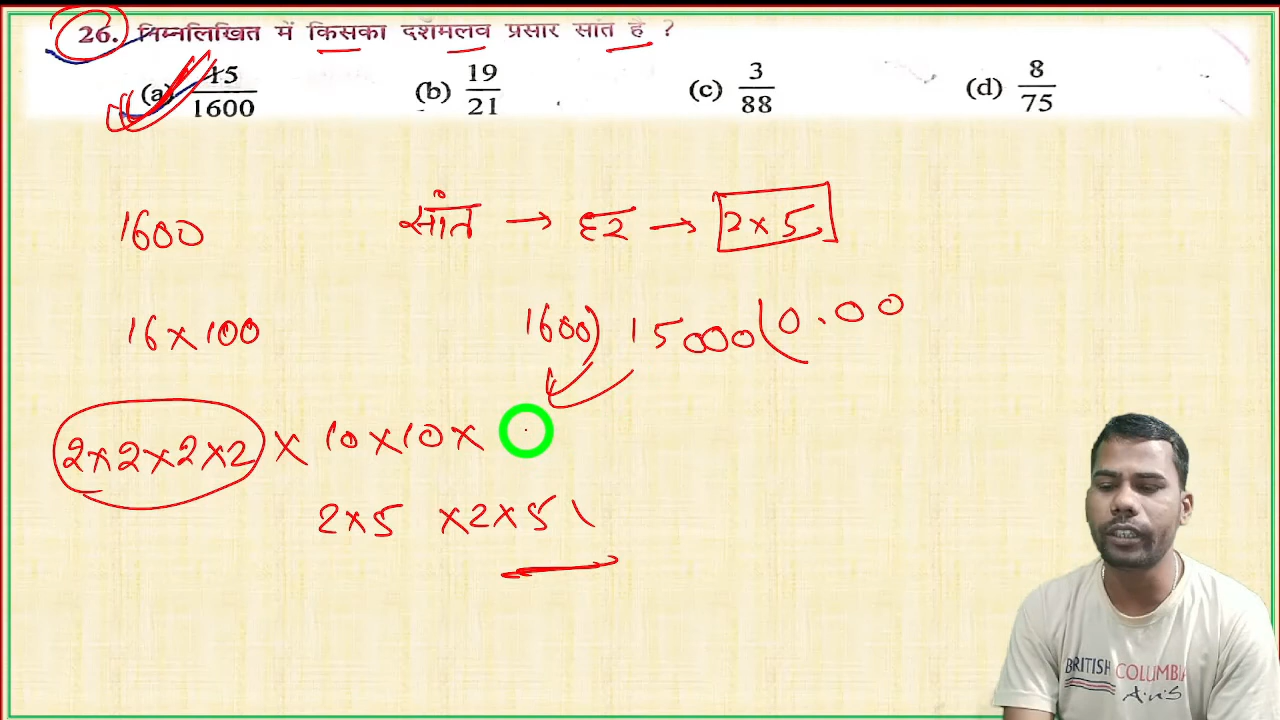 26. निम्नलिखित में किसका दशमलव प्रसार सांत है ?
(a) 15/1600 (b) 19/21 (c) 3/88 (d) 8/75
1600 सांत → हर → 2×5
16×100 1600) 15000(0.00
2×2×2×2 × 10×10×
2×5 ×2×5
BRITISH COLUMBIA